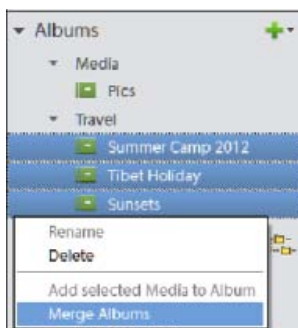 Albums
Media
Pics
Travel
Summer Camp 2012
Tibet Holiday
Sunsets
Rename
Delete
Add selected Media to Album
Merge Albums